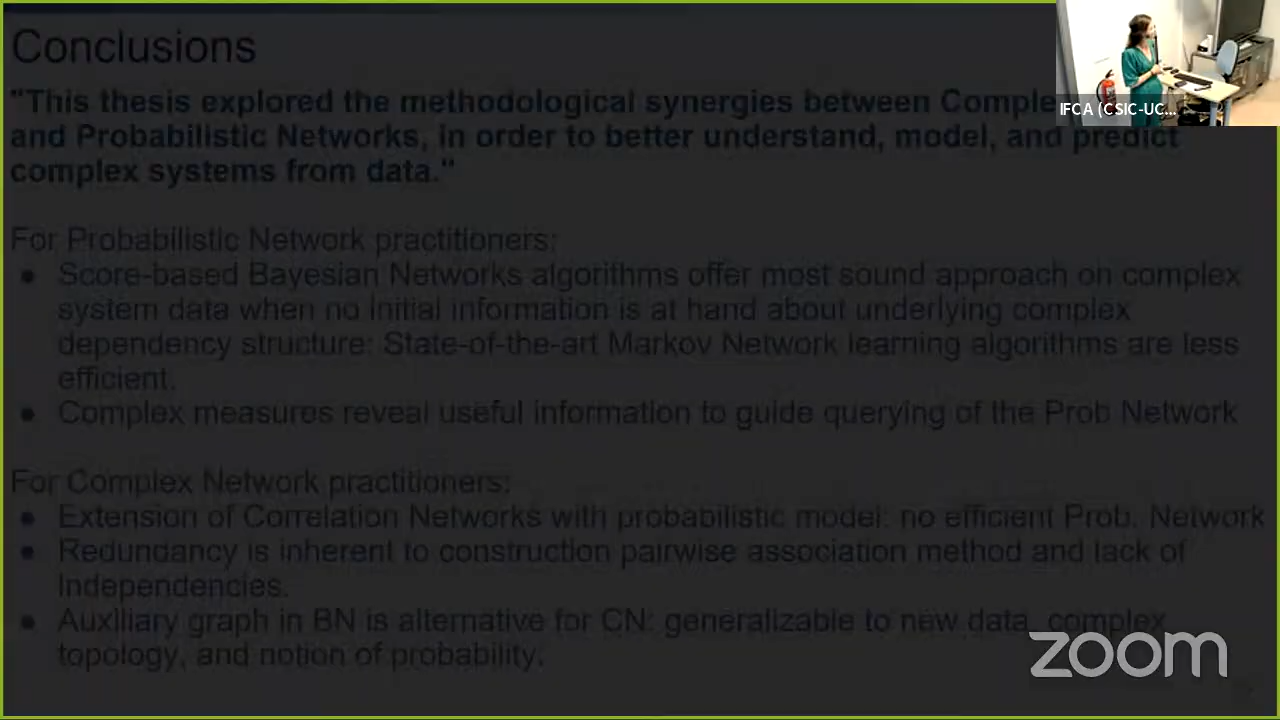 Conclusions
"This thesis explored the methodological synergies between Comple
and Probabilistic Networks, in order to better understand, model, and predict
complex systems from data."
For Probabilistic Network practitioners:
● Score-based Bayesian Networks algorithms offer most sound approach on complex
system data when no initial information is at hand about underlying complex
dependency structure: State-of-the-art Markov Network learning algorithms are less
efficient.
● Complex measures reveal useful information to guide querying of the Prob Network
For Complex Network practitioners:
● Extension of Correlation Networks with probabilistic model: no efficient Prob. Network
● Redundancy is inherent to construction pairwise association method and lack of
Independencies.
● Auxiliary graph in BN is alternative for CN: generalizable to new data, complex
topology, and notion of probability.
IFCA (CSIC-UC...
zoom